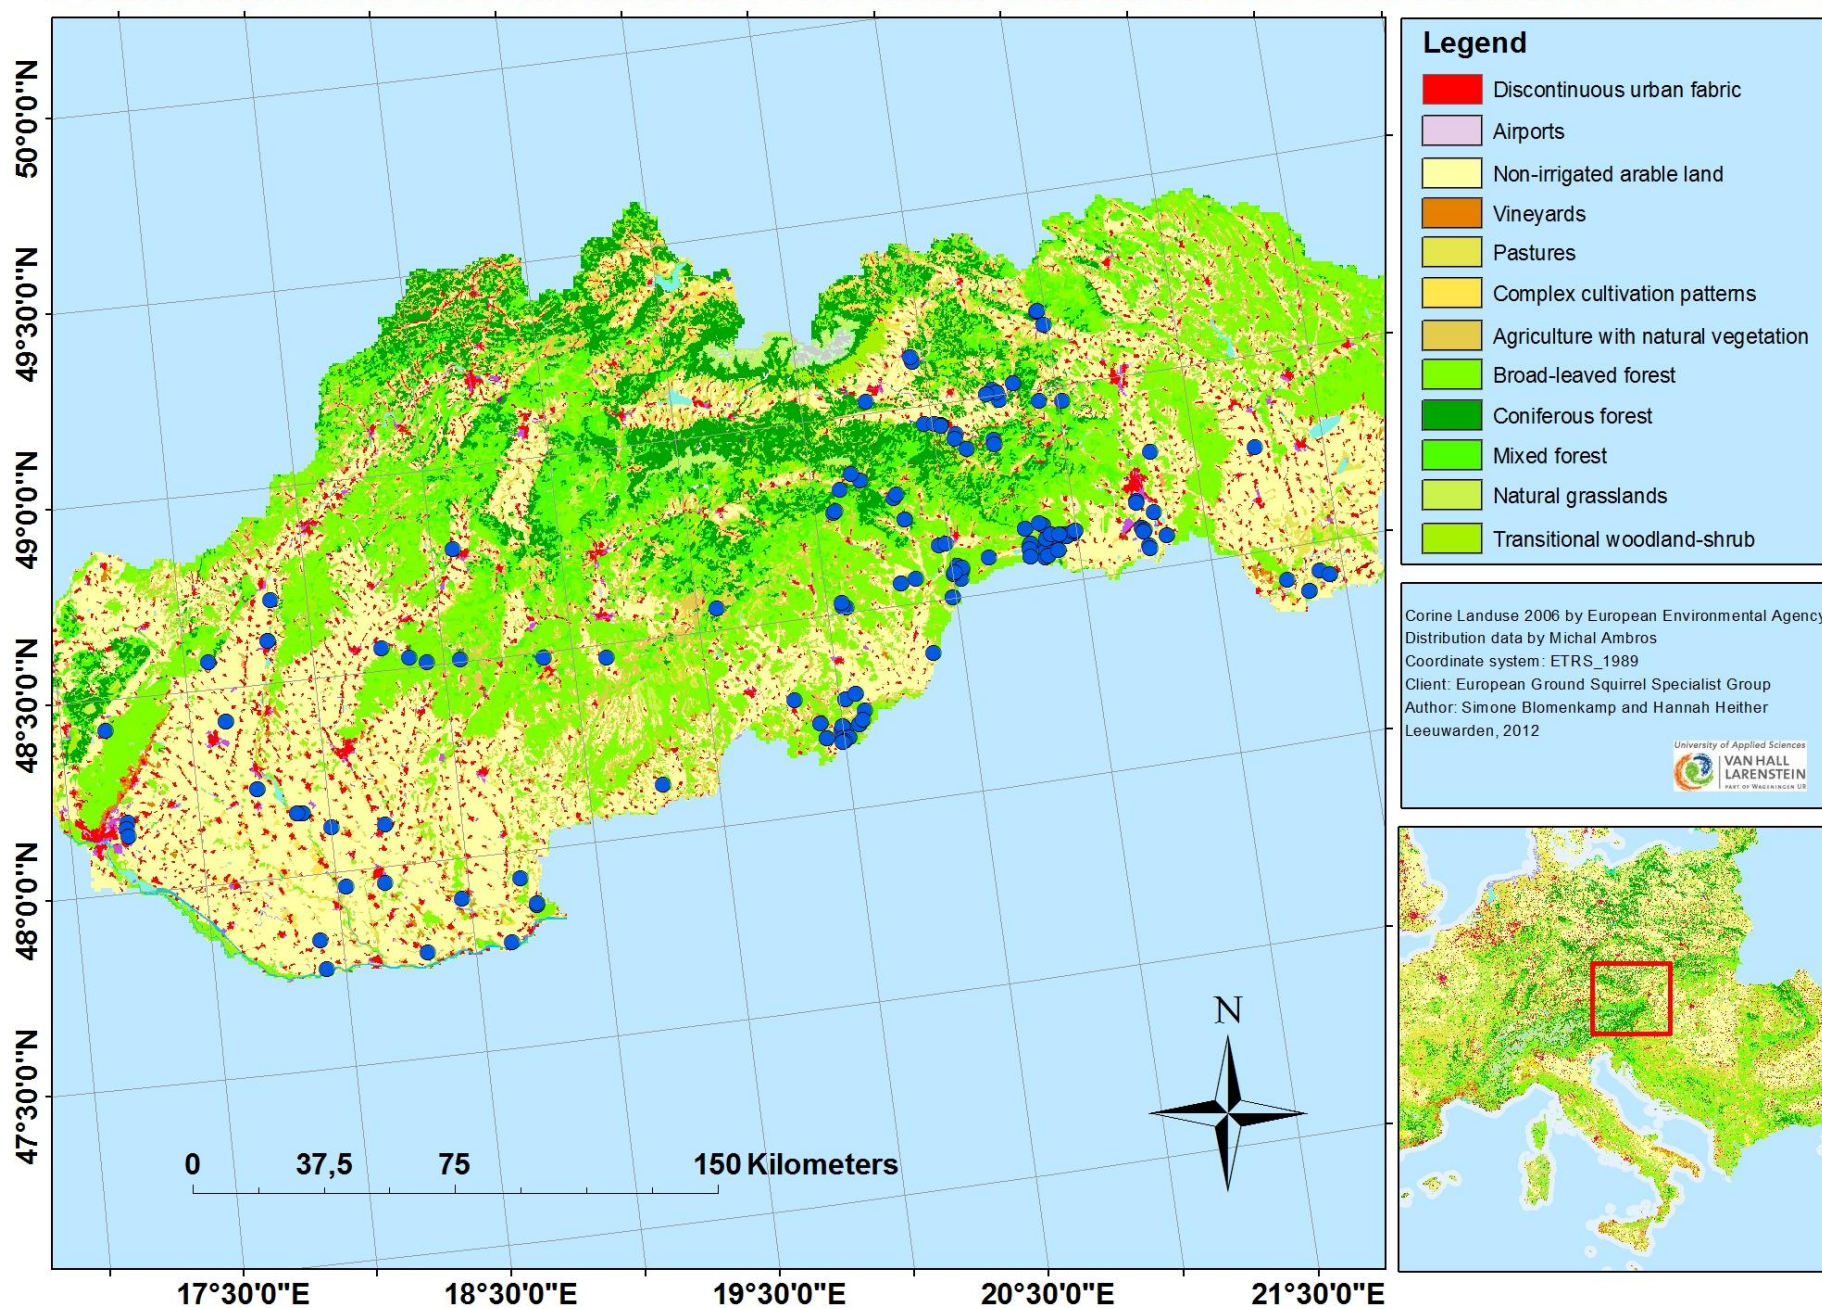 50°0'0"N
49°30'0"N
49°0'0"N
48°30'0"N
48°0'0"N
47°30'0"N
17°30'0"E
18°30'0"E
19°30'0"E
20°30'0"E
21°30'0"E
0
37,5
75
150 Kilometers
N
Legend
Discontinuous urban fabric
Airports
Non-irrigated arable land
Vineyards
Pastures
Complex cultivation patterns
Agriculture with natural vegetation
Broad-leaved forest
Coniferous forest
Mixed forest
Natural grasslands
Transitional woodland-shrub
Corine Landuse 2006 by European Environmental Agency
Distribution data by Michal Ambros
Coordinate system: ETRS_1989
Client: European Ground Squirrel Specialist Group
Author: Simone Blomenkamp and Hannah Heither
Leeuwarden, 2012
University of Applied Sciences
VAN HALL
LARENSTEIN
PART OF WAGENINGEN UR